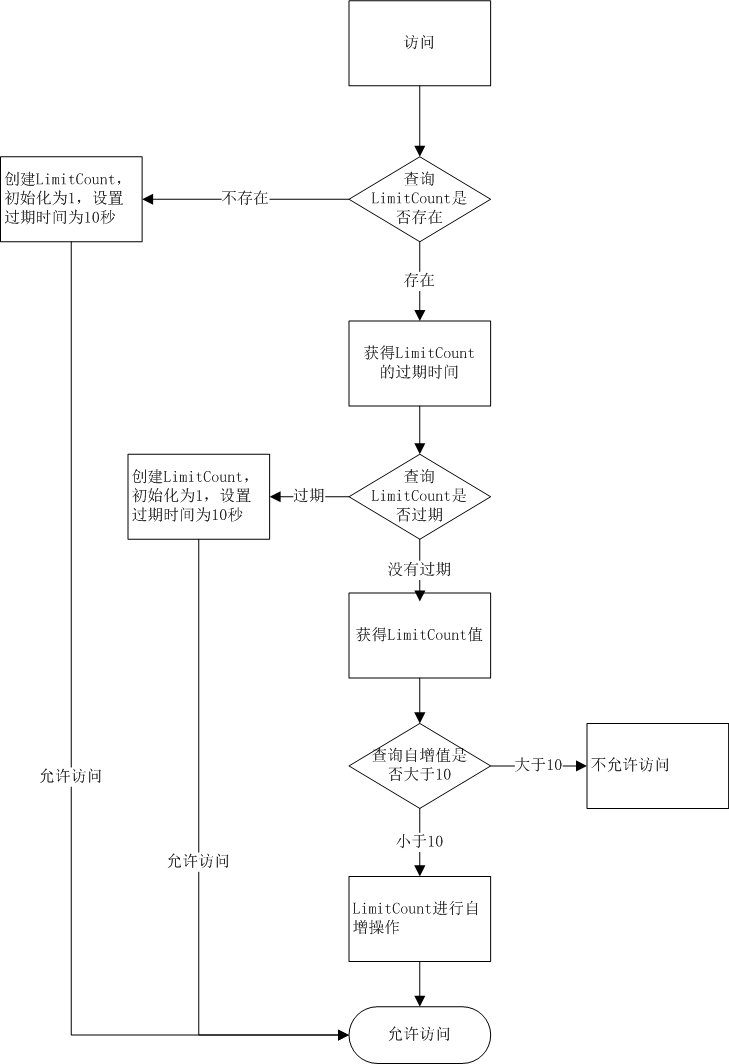 访问
查询
LimitCount是
否存在
不存在
创建LimitCount，
初始化为1，设置
过期时间为10秒
存在
获得LimitCount
的过期时间
查询
LimitCount是
否过期
过期
创建LimitCount，
初始化为1，设置
过期时间为10秒
没有过期
获得LimitCount值
查询自增值是
否大于10
大于10
不允许访问
允许访问
小于10
允许访问
LimitCount进行自
增操作
允许访问